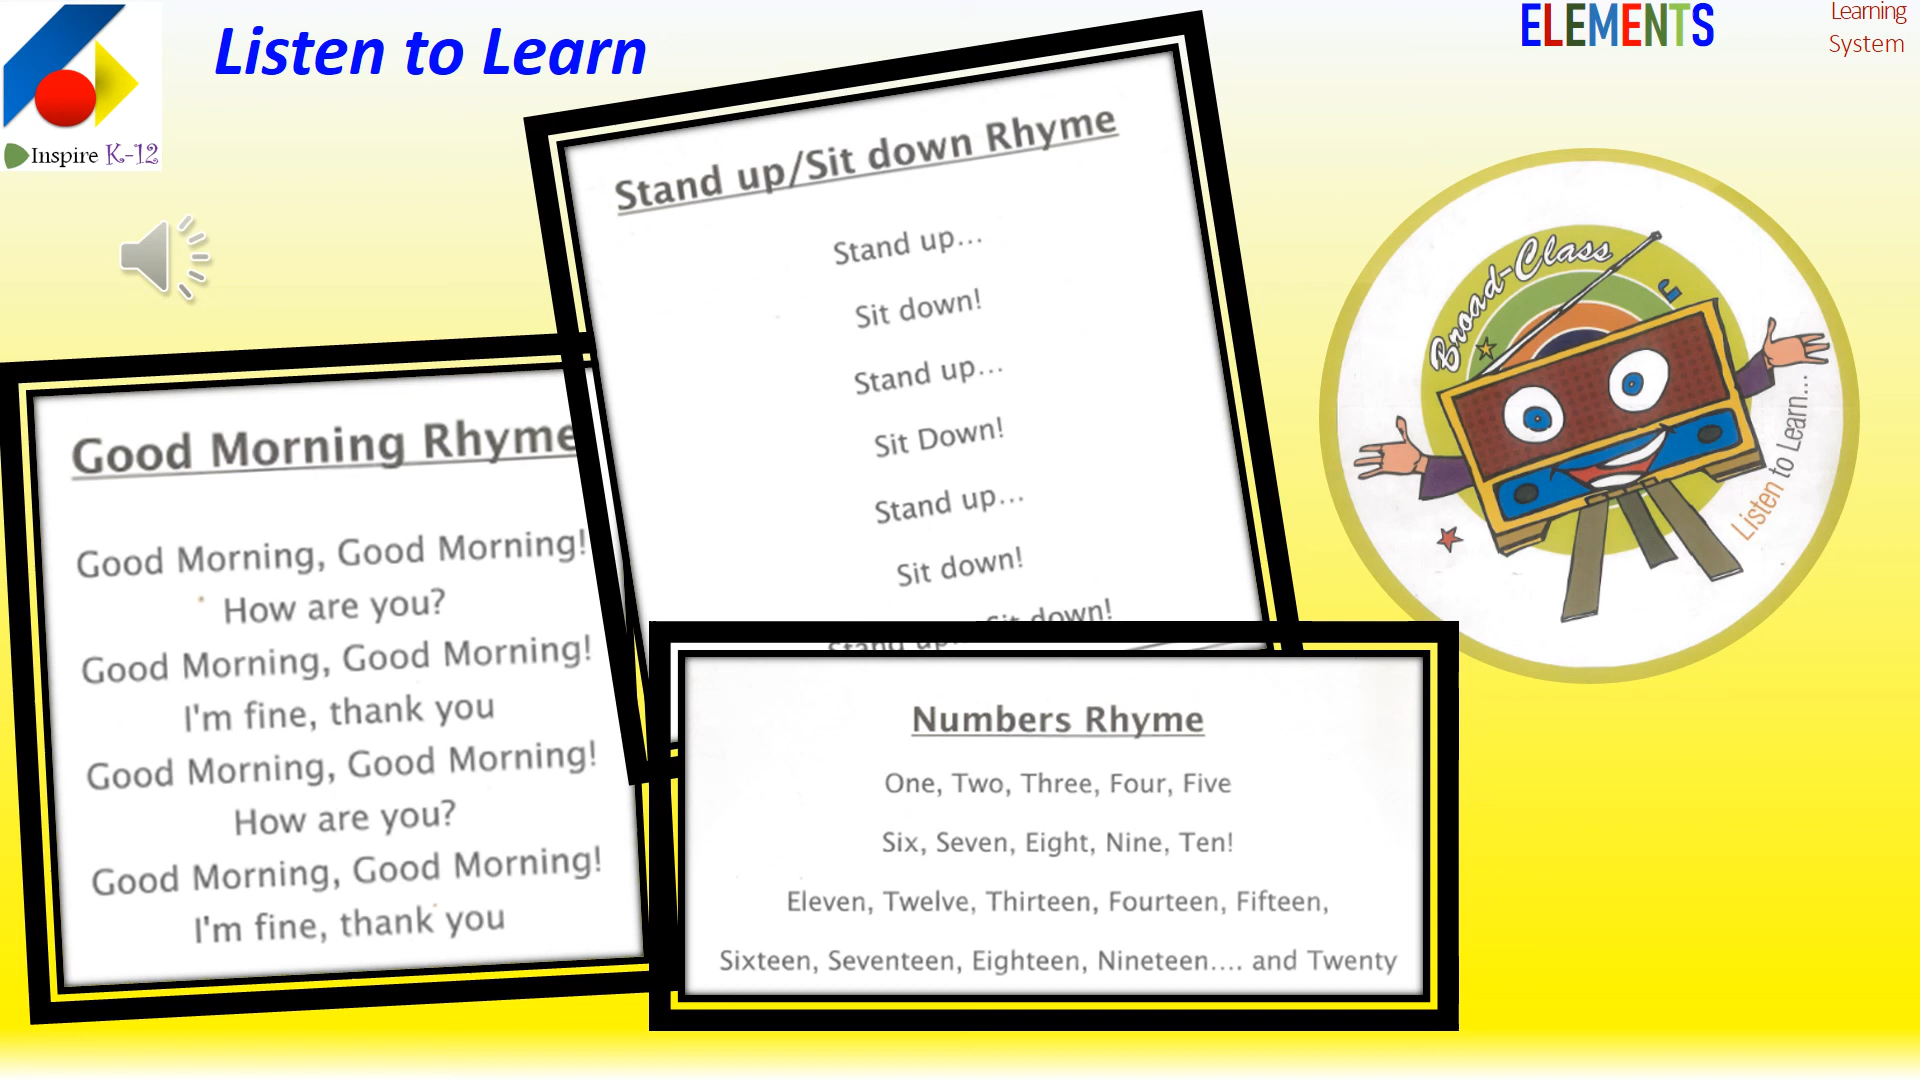 Listen to Learn
ELEMENTS
Learning
System
Inspire K-12
Stand up/Sit down Rhyme
Stand up...
Sit down!
Stand up...
Sit Down!
Stand up...
Sit down!
Stand up... Sit down!
Good Morning Rhyme
Good Morning, Good Morning!
How are you?
Good Morning, Good Morning!
I'm fine, thank you
Good Morning, Good Morning!
How are you?
Good Morning, Good Morning!
I'm fine, thank you
Numbers Rhyme
One, Two, Three, Four, Five
Six, Seven, Eight, Nine, Ten!
Eleven, Twelve, Thirteen, Fourteen, Fifteen,
Sixteen, Seventeen, Eighteen, Nineteen.... and Twenty
Broad-Class
Listen to Learn...